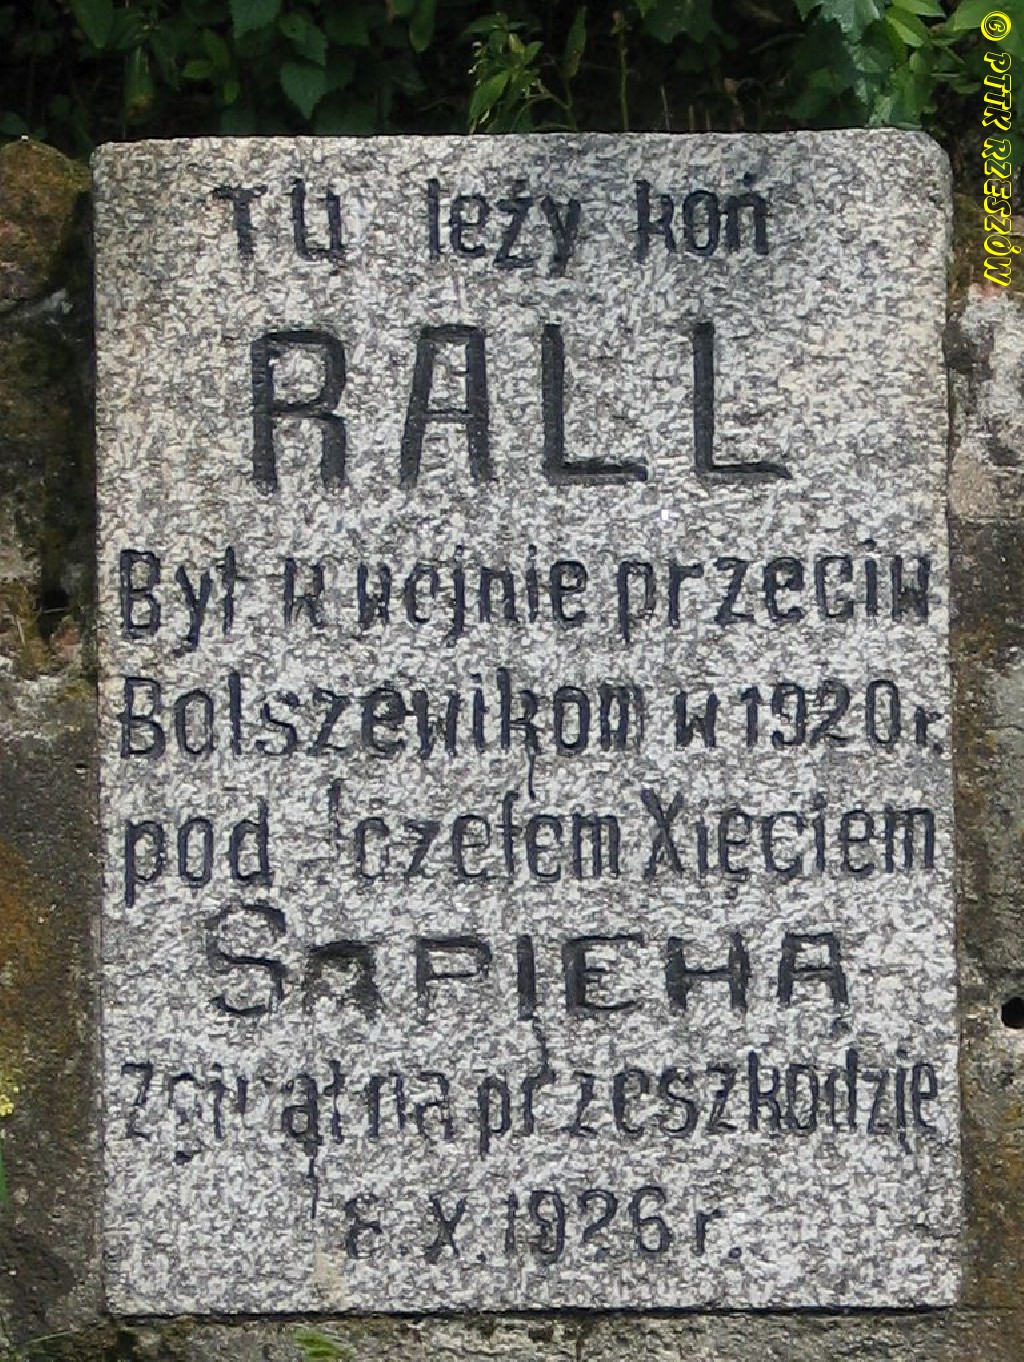 TU leży koń
RALL
Był w wojnie przeciw
Bolszewikom w 1920 r.
pod szefem Xięciem
SAPIEHĄ
Zginął na przeszkodzie
8. X. 1926 r.
© PTTK RZESZÓW